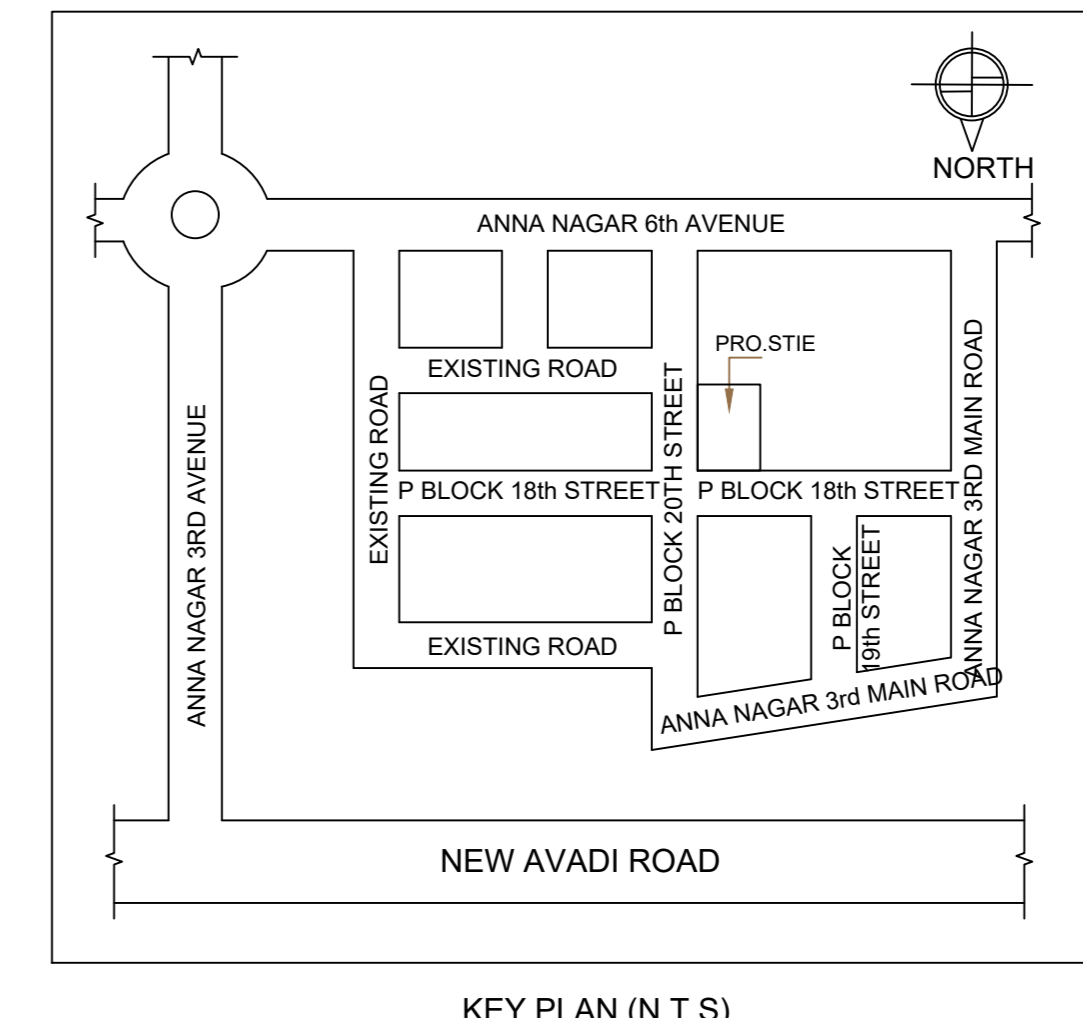 NORTH
ANNA NAGAR 6th AVENUE
PRO.STIE
EXISTING ROAD
EXISTING ROAD
ANNA NAGAR 3RD AVENUE
P BLOCK 20TH STREET
ANNA NAGAR 3RD MAIN ROAD
P BLOCK 18th STREET
P BLOCK 18th STREET
P BLOCK
19th STREET
EXISTING ROAD
ANNA NAGAR 3rd MAIN ROAD
NEW AVADI ROAD
KEY PLAN (N.T.S)